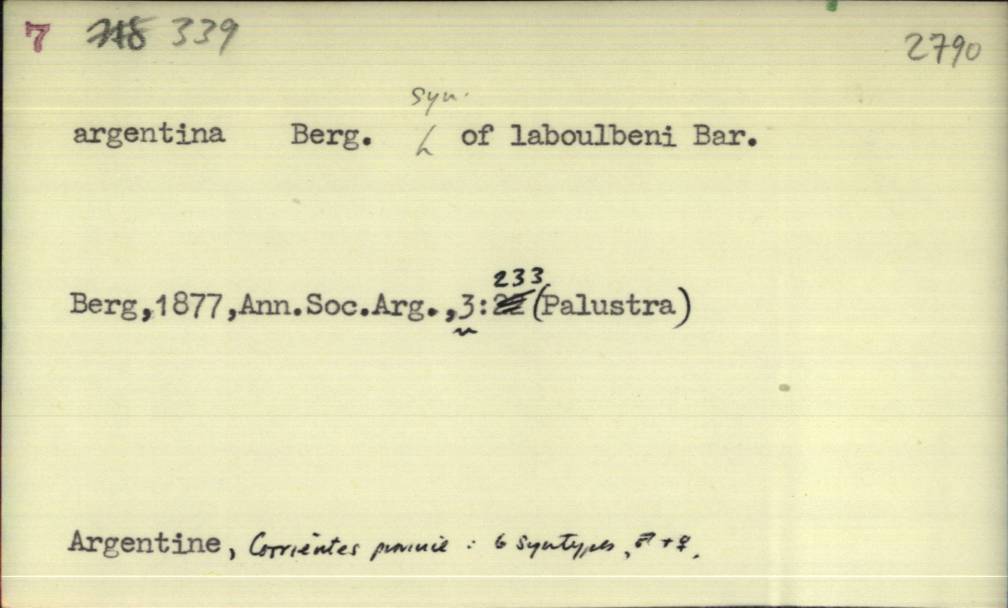 7 718 339 2790
syn.
argentina Berg. of laboulbeni Bar.
233
Berg,1877,Ann.Soc.Arg.,3:22(Palustra)
Argentine, Corrientes province : 6 syntypes, ♂ + ♀.